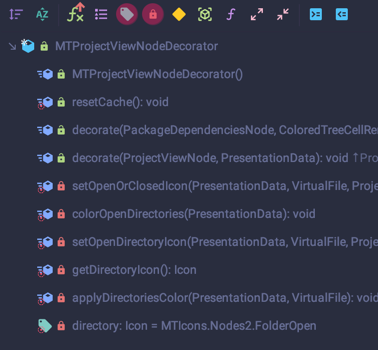 MTProjectViewNodeDecorator
MTProjectViewNodeDecorator()
resetCache(): void
decorate(PackageDependenciesNode, ColoredTreeCellRe
decorate(ProjectViewNode, PresentationData): void ↑Pro
setOpenOrClosedIcon(PresentationData, VirtualFile, Proje
colorOpenDirectories(PresentationData): void
setOpenDirectoryIcon(PresentationData, VirtualFile, Proje
getDirectoryIcon(): Icon
applyDirectoriesColor(PresentationData, VirtualFile): void
directory: Icon = MTIcons.Nodes2.FolderOpen